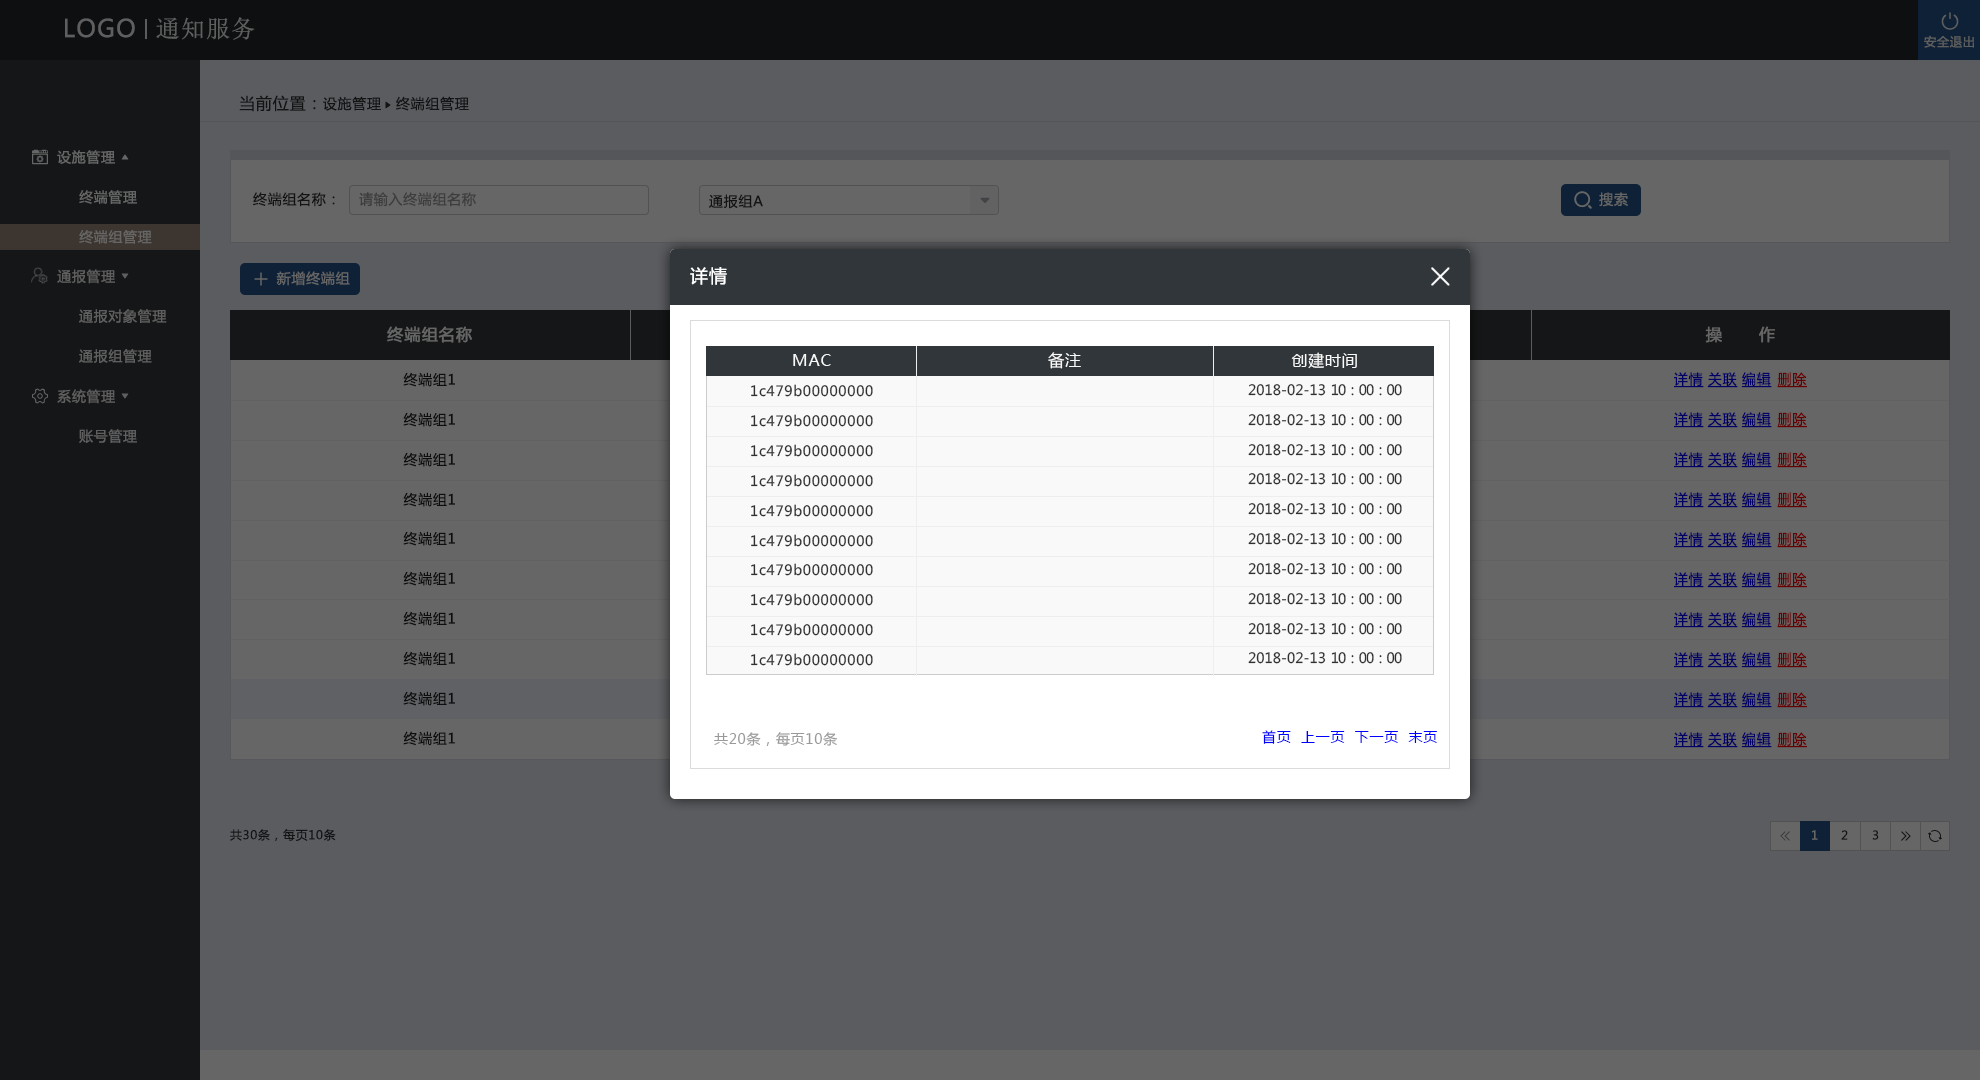 LOGO | 通知服务
安全退出
当前位置：设施管理 ▸ 终端组管理
设施管理
终端管理
终端组管理
通报管理
通报对象管理
通报组管理
系统管理
账号管理
终端组名称： 请输入终端组名称 通报组A 搜索
新增终端组
终端组名称 操 作
终端组1 详情 关联 编辑 删除
终端组1 详情 关联 编辑 删除
终端组1 详情 关联 编辑 删除
终端组1 详情 关联 编辑 删除
终端组1 详情 关联 编辑 删除
终端组1 详情 关联 编辑 删除
终端组1 详情 关联 编辑 删除
终端组1 详情 关联 编辑 删除
终端组1 详情 关联 编辑 删除
终端组1 详情 关联 编辑 删除
共30条，每页10条 « 1 2 3 »
详情
MAC 备注 创建时间
1c479b00000000 2018-02-13 10：00：00
1c479b00000000 2018-02-13 10：00：00
1c479b00000000 2018-02-13 10：00：00
1c479b00000000 2018-02-13 10：00：00
1c479b00000000 2018-02-13 10：00：00
1c479b00000000 2018-02-13 10：00：00
1c479b00000000 2018-02-13 10：00：00
1c479b00000000 2018-02-13 10：00：00
1c479b00000000 2018-02-13 10：00：00
1c479b00000000 2018-02-13 10：00：00
共20条，每页10条 首页 上一页 下一页 末页